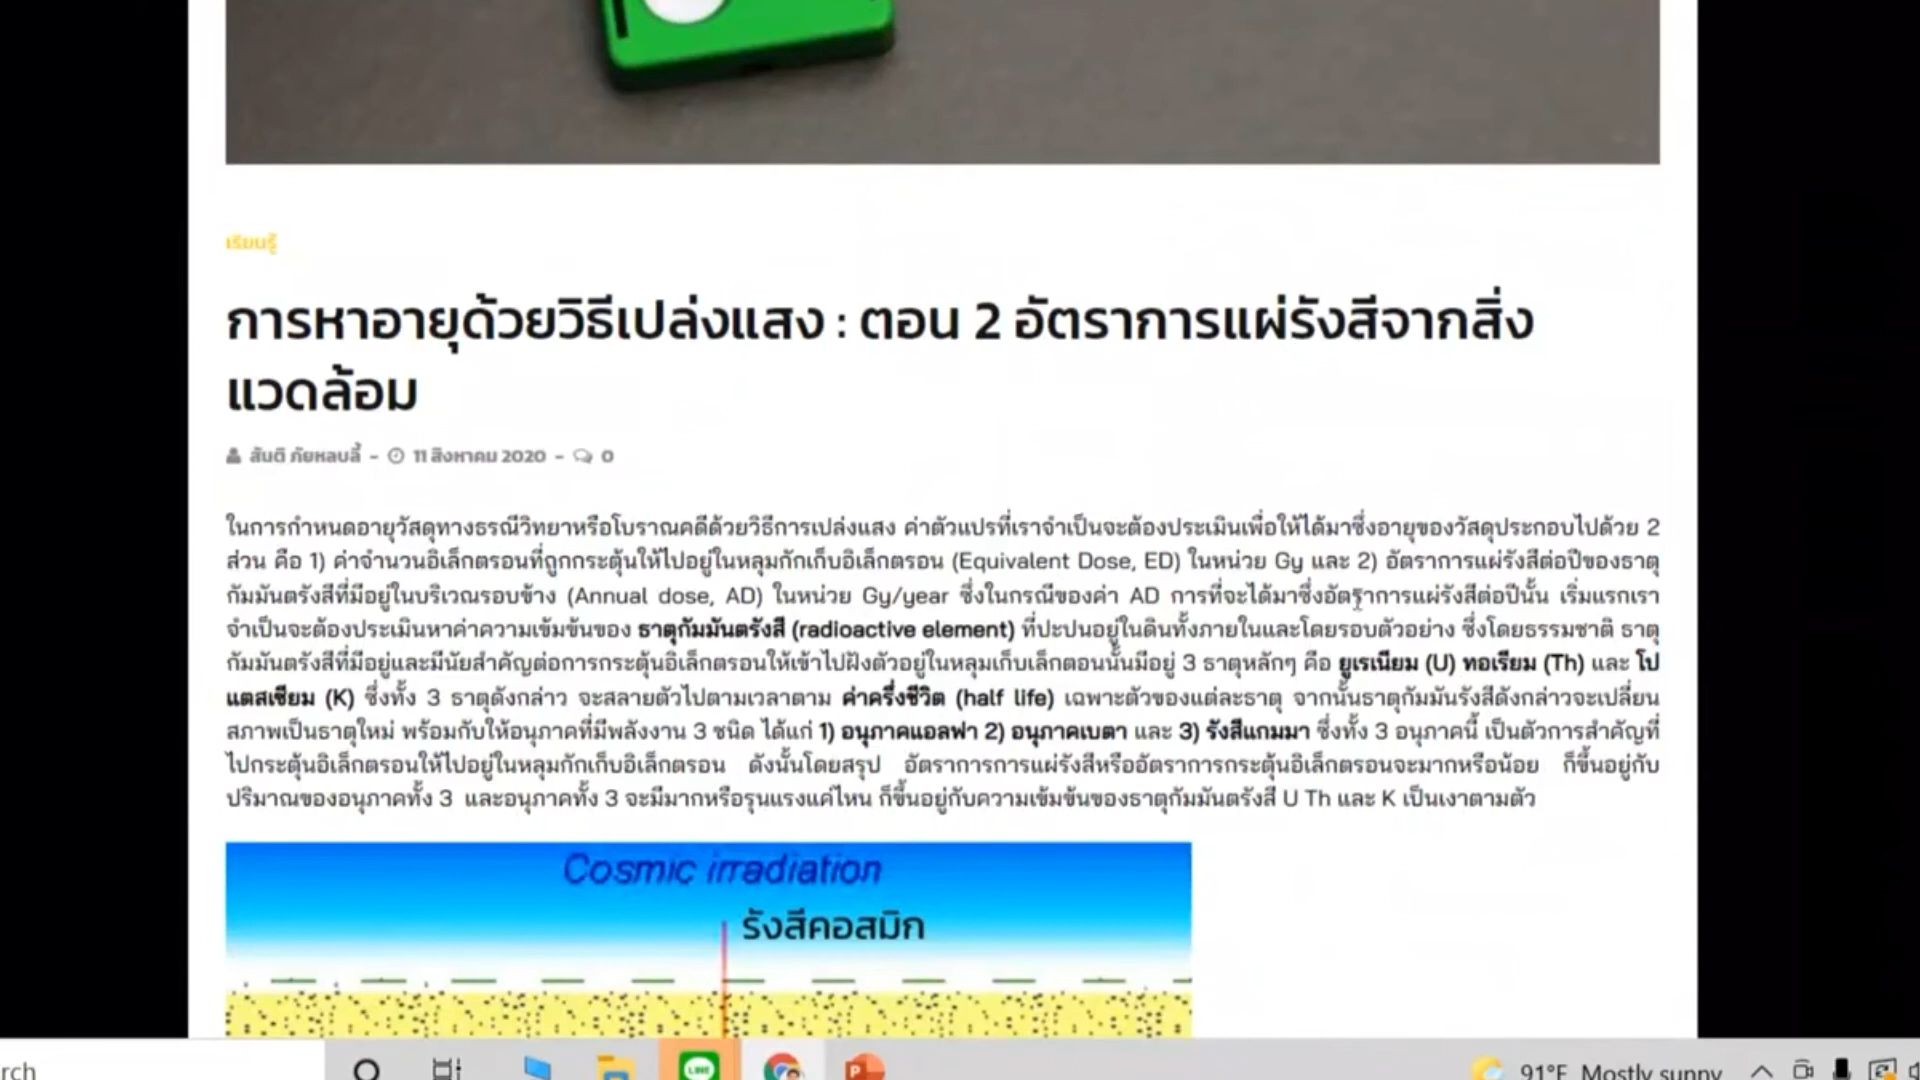 เรียนรู้
การหาอายุด้วยวิธีเปล่งแสง : ตอน 2 อัตราการแผ่รังสีจากสิ่ง
แวดล้อม
สันติ ภัยหลบลี้ - 11 สิงหาคม 2020 - 0
ในการกำหนดอายุวัสดุทางธรณีวิทยาหรือโบราณคดีด้วยวิธีการเปล่งแสง ค่าตัวแปรที่เราจำเป็นจะต้องประเมินเพื่อให้ได้มาซึ่งอายุของวัสดุประกอบไปด้วย 2
ส่วน คือ 1) ค่าจำนวนอิเล็กตรอนที่ถูกกระตุ้นให้ไปอยู่ในหลุมกักเก็บอิเล็กตรอน (Equivalent Dose, ED) ในหน่วย Gy และ 2) อัตราการแผ่รังสีต่อปีของธาตุ
กัมมันตรังสีที่มีอยู่ในบริเวณรอบข้าง (Annual dose, AD) ในหน่วย Gy/year ซึ่งในกรณีของค่า AD การที่จะได้มาซึ่งอัตราการแผ่รังสีต่อปีนั้น เริ่มแรกเรา
จำเป็นจะต้องประเมินหาค่าความเข้มข้นของ ธาตุกัมมันตรังสี (radioactive element) ที่ปะปนอยู่ในดินทั้งภายในและโดยรอบตัวอย่าง ซึ่งโดยธรรมชาติ ธาตุ
กัมมันตรังสีที่มีอยู่และมีนัยสำคัญต่อการกระตุ้นอิเล็กตรอนให้เข้าไปฝังตัวอยู่ในหลุมเก็บเล็กตอนนั้นมีอยู่ 3 ธาตุหลักๆ คือ ยูเรเนียม (U) ทอเรียม (Th) และ โป
แตสเซียม (K) ซึ่งทั้ง 3 ธาตุดังกล่าว จะสลายตัวไปตามเวลาตาม ค่าครึ่งชีวิต (half life) เฉพาะตัวของแต่ละธาตุ จากนั้นธาตุกัมมันรังสีดังกล่าวจะเปลี่ยน
สภาพเป็นธาตุใหม่ พร้อมกับให้อนุภาคที่มีพลังงาน 3 ชนิด ได้แก่ 1) อนุภาคแอลฟา 2) อนุภาคเบตา และ 3) รังสีแกมมา ซึ่งทั้ง 3 อนุภาคนี้ เป็นตัวการสำคัญที่
ไปกระตุ้นอิเล็กตรอนให้ไปอยู่ในหลุมกักเก็บอิเล็กตรอน ดังนั้นโดยสรุป อัตราการการแผ่รังสีหรืออัตราการกระตุ้นอิเล็กตรอนจะมากหรือน้อย ก็ขึ้นอยู่กับ
ปริมาณของอนุภาคทั้ง 3 และอนุภาคทั้ง 3 จะมีมากหรือรุนแรงแค่ไหน ก็ขึ้นอยู่กับความเข้มข้นของธาตุกัมมันตรังสี U Th และ K เป็นเงาตามตัว
Cosmic irradiation
รังสีคอสมิก
rch
LINE
P
91°F Mostly sunny